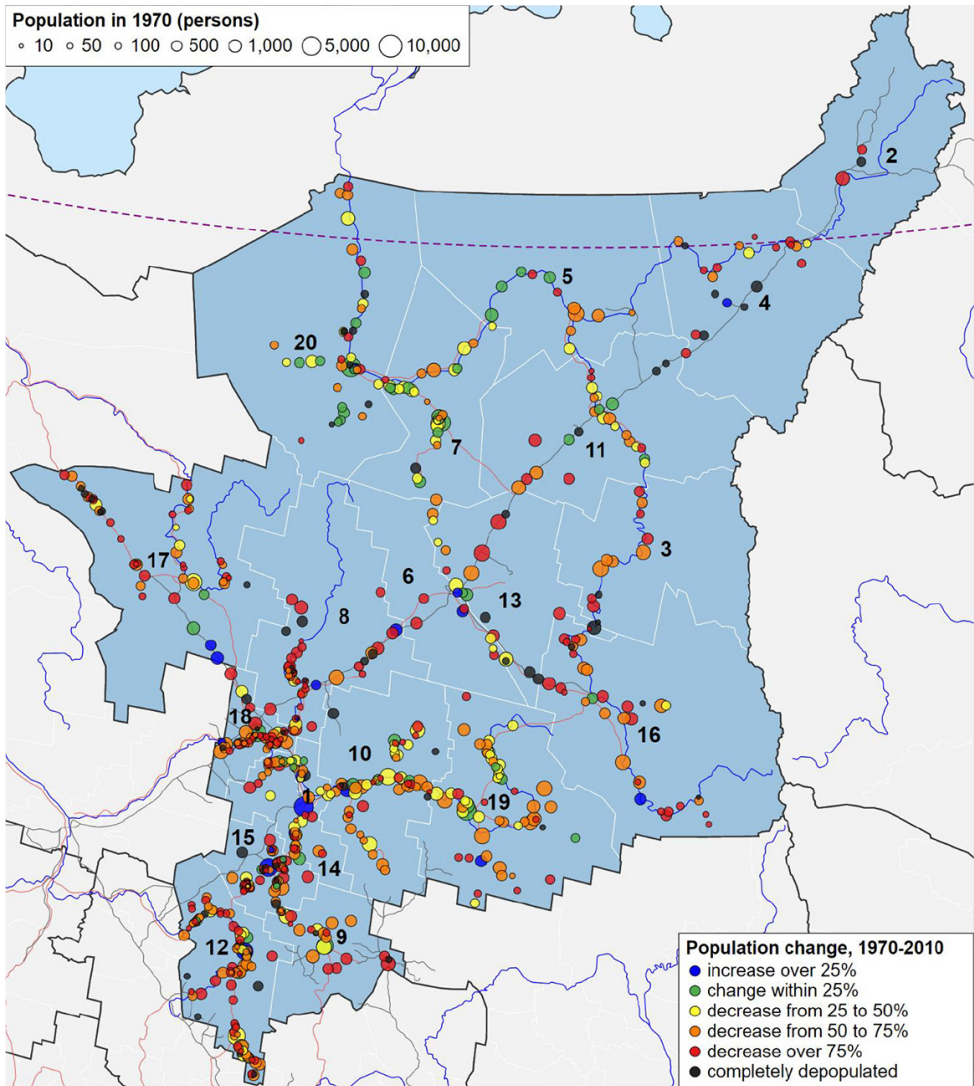 Population in 1970 (persons)
10 50 100 500 1,000 5,000 10,000
2
4
5
20
7
11
3
17
6
13
8
18
16
10
1
19
15
14
9
12
Population change, 1970-2010
increase over 25%
change within 25%
decrease from 25 to 50%
decrease from 50 to 75%
decrease over 75%
completely depopulated